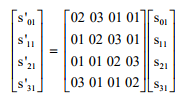 s'₀₁ = 02 03 01 01 s₀₁
s'₁₁ 01 02 03 01 s₁₁
s'₂₁ 01 01 02 03 s₂₁
s'₃₁ 03 01 01 02 s₃₁